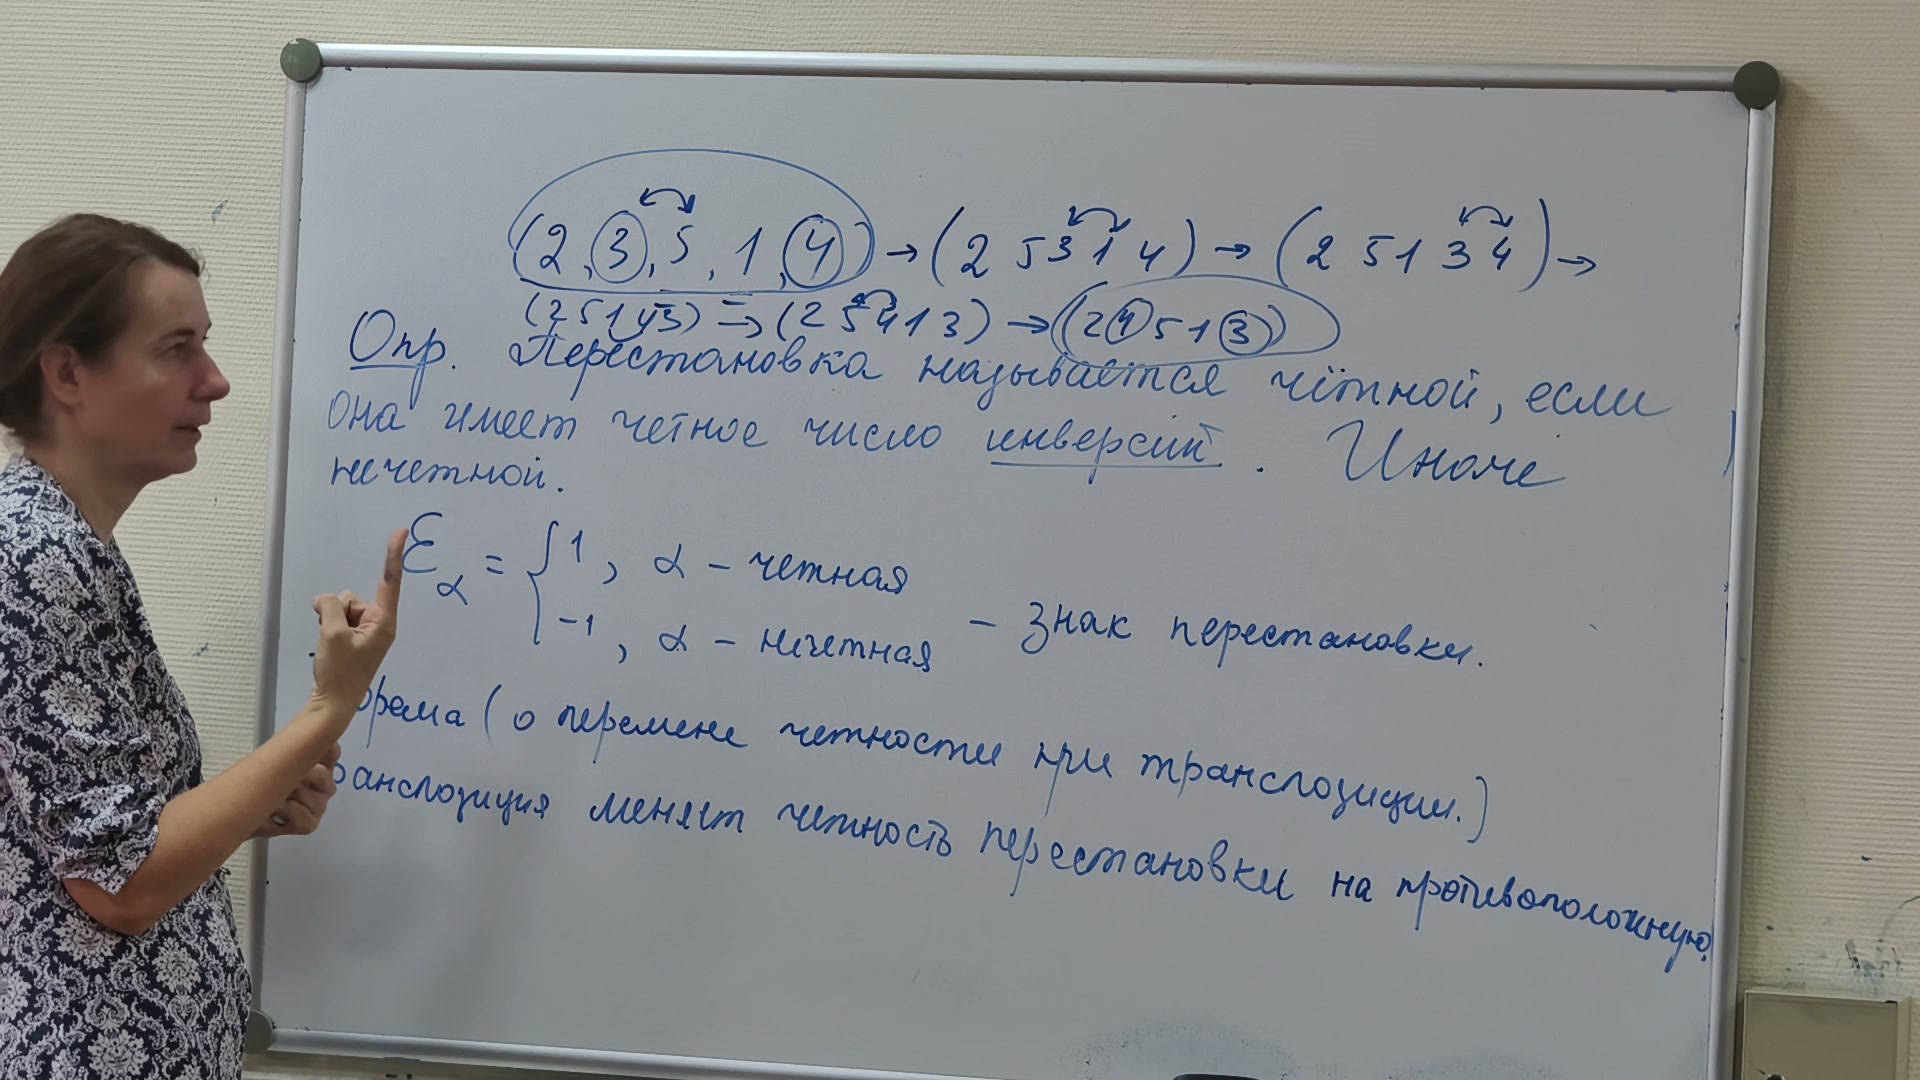 (2, 3, 5, 1, 4) → (2 5 3 1 4) → (2 5 1 3 4) →
(2 5 1 4 3) → (2 5 4 1 3) → (2 4 5 1 3)
Опр. Перестановка называется чётной, если
она имеет четное число инверсий. Иначе
нечетной.
ε_α = { 1, α - четная
-1, α - нечетная - знак перестановки.
орема (о перемене четности при транспозиции.)
ранспозиция меняет четность перестановки на противоположную.